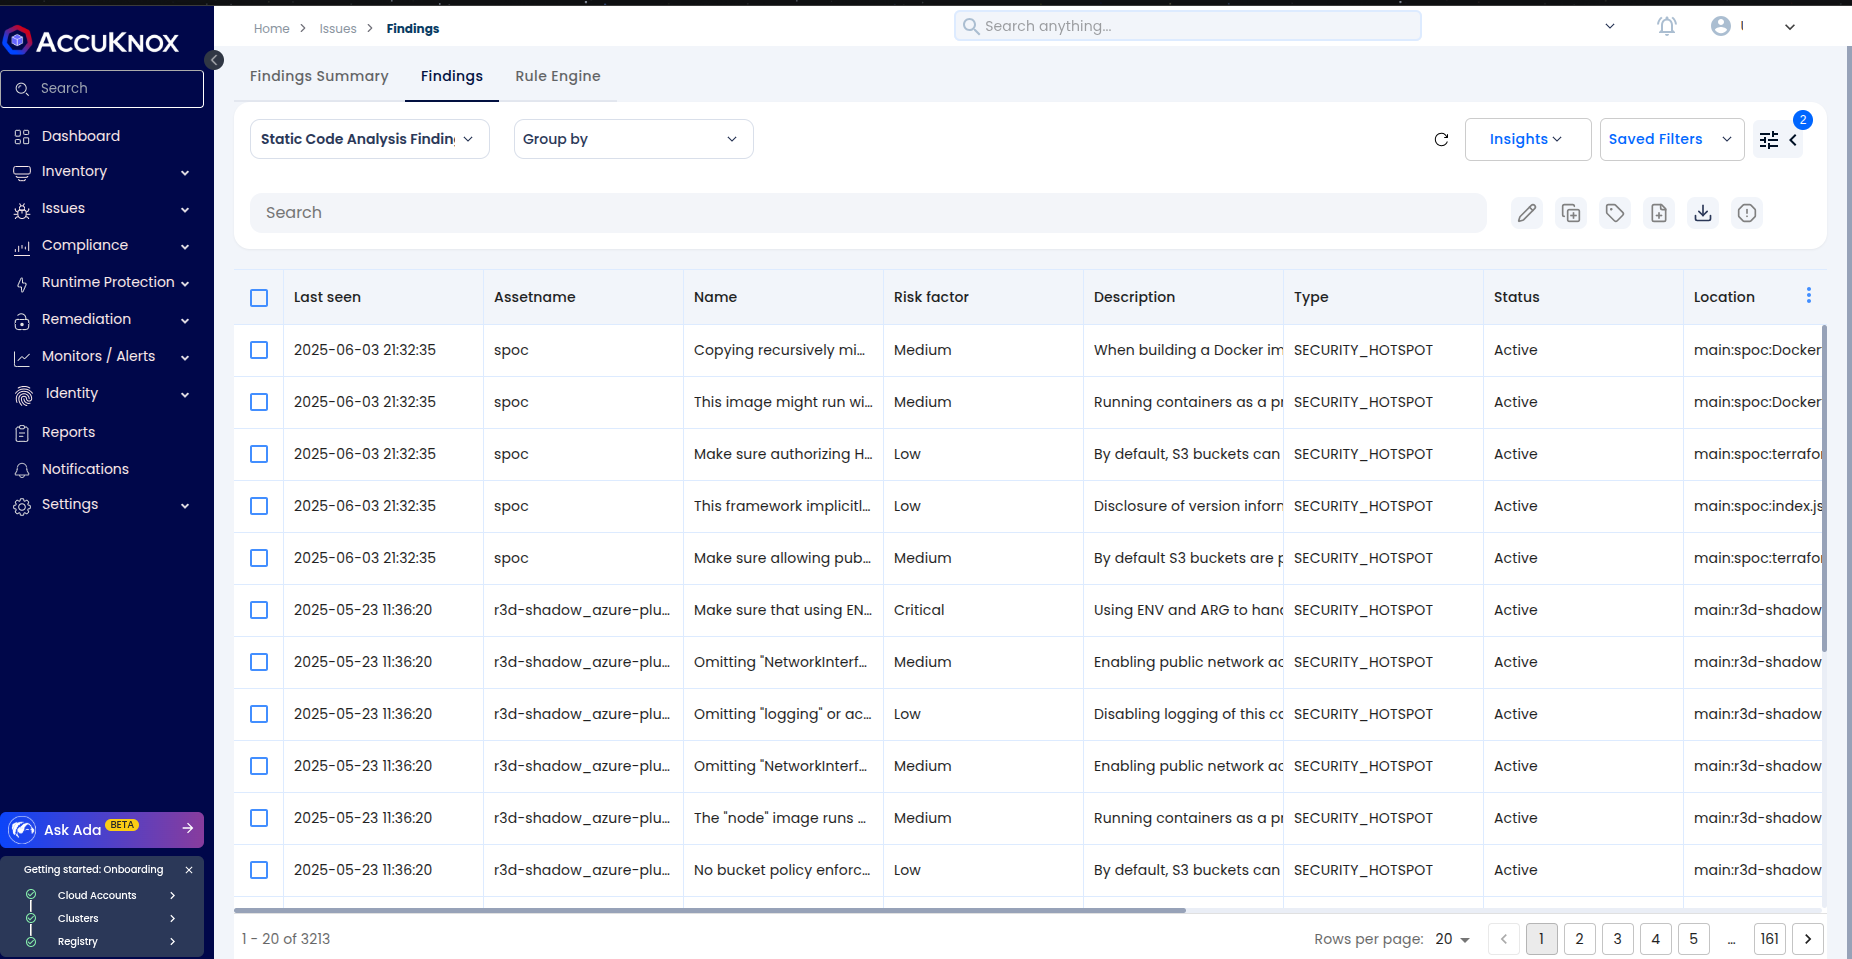 Home > Issues > Findings
Search anything...
ACCUKNOX
Search
Dashboard
Inventory
Issues
Compliance
Runtime Protection
Remediation
Monitors / Alerts
Identity
Reports
Notifications
Settings
Ask Ada BETA
Getting started: Onboarding
Cloud Accounts
Clusters
Registry
Findings Summary Findings Rule Engine
Static Code Analysis Findin Group by Insights Saved Filters 2
Search
Last seen Assetname Name Risk factor Description Type Status Location
2025-06-03 21:32:35 spoc Copying recursively mi... Medium When building a Docker im SECURITY_HOTSPOT Active main:spoc:Docker
2025-06-03 21:32:35 spoc This image might run wi... Medium Running containers as a pr SECURITY_HOTSPOT Active main:spoc:Docker
2025-06-03 21:32:35 spoc Make sure authorizing H... Low By default, S3 buckets can SECURITY_HOTSPOT Active main:spoc:terrafor
2025-06-03 21:32:35 spoc This framework implicitl... Low Disclosure of version inforn SECURITY_HOTSPOT Active main:spoc:index.js
2025-06-03 21:32:35 spoc Make sure allowing pub... Medium By default S3 buckets are p SECURITY_HOTSPOT Active main:spoc:terrafor
2025-05-23 11:36:20 r3d-shadow_azure-plu... Make sure that using EN... Critical Using ENV and ARG to hanc SECURITY_HOTSPOT Active main:r3d-shadow
2025-05-23 11:36:20 r3d-shadow_azure-plu... Omitting "NetworkInterf... Medium Enabling public network ac SECURITY_HOTSPOT Active main:r3d-shadow
2025-05-23 11:36:20 r3d-shadow_azure-plu... Omitting "logging" or ac... Low Disabling logging of this cc SECURITY_HOTSPOT Active main:r3d-shadow
2025-05-23 11:36:20 r3d-shadow_azure-plu... Omitting "NetworkInterf... Medium Enabling public network ac SECURITY_HOTSPOT Active main:r3d-shadow
2025-05-23 11:36:20 r3d-shadow_azure-plu... The "node" image runs ... Medium Running containers as a pr SECURITY_HOTSPOT Active main:r3d-shadow
2025-05-23 11:36:20 r3d-shadow_azure-plu... No bucket policy enforc... Low By default, S3 buckets can SECURITY_HOTSPOT Active main:r3d-shadow
1 - 20 of 3213 Rows per page: 20 < 1 2 3 4 5 ... 161 >